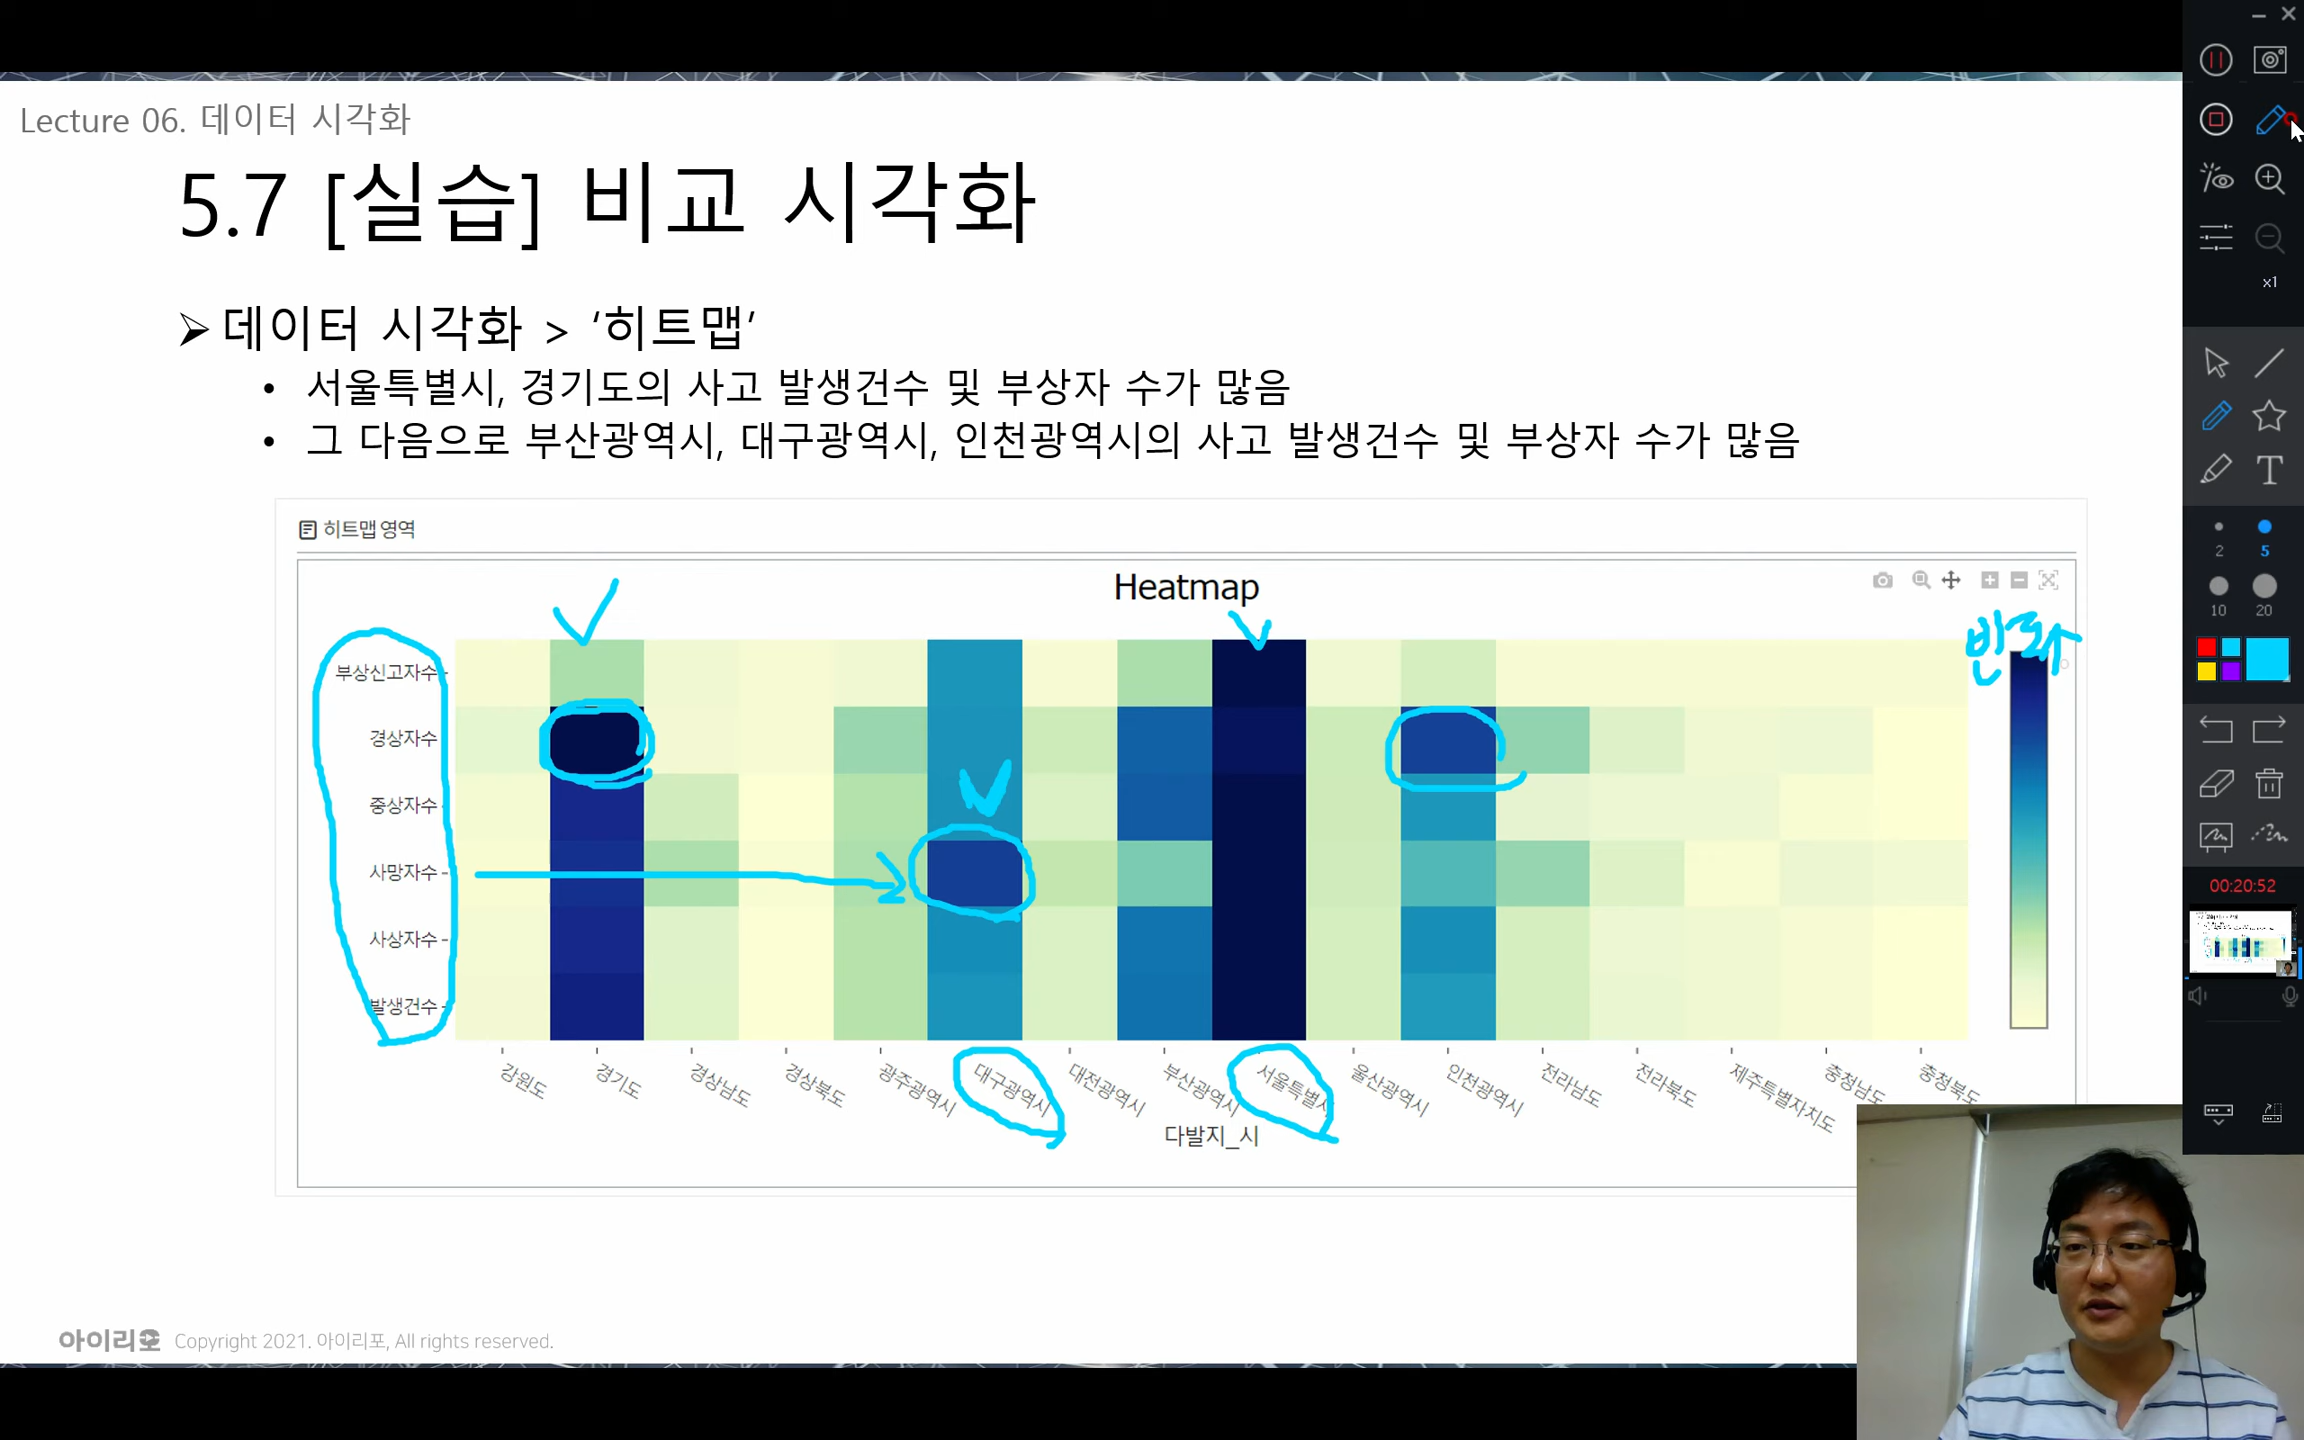 Lecture 06. 데이터 시각화
5.7 [실습] 비교 시각화
➢ 데이터 시각화 > ‘히트맵’
• 서울특별시, 경기도의 사고 발생건수 및 부상자 수가 많음
• 그 다음으로 부산광역시, 대구광역시, 인천광역시의 사고 발생건수 및 부상자 수가 많음
히트맵 영역
Heatmap
부상신고자수
경상자수
중상자수
사망자수
사상자수
발생건수
강원도 경기도 경상남도 경상북도 광주광역시 대구광역시 대전광역시 부산광역시 서울특별시 울산광역시 인천광역시 전라남도 전라북도 제주특별자치도 충청남도 충청북도
다발지_시
아이리포 Copyright 2021. 아이리포, All rights reserved.
x1
T
2 5
10 20
00:20:52